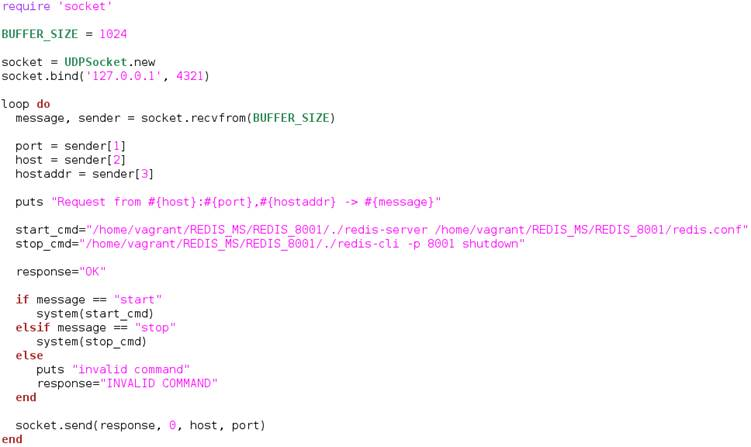 require 'socket'
BUFFER_SIZE = 1024
socket = UDPSocket.new
socket.bind('127.0.0.1', 4321)
loop do
message, sender = socket.recvfrom(BUFFER_SIZE)
port = sender[1]
host = sender[2]
hostaddr = sender[3]
puts "Request from #{host}:#{port},#{hostaddr} -> #{message}"
start_cmd="/home/vagrant/REDIS_MS/REDIS_8001/./redis-server /home/vagrant/REDIS_MS/REDIS_8001/redis.conf"
stop_cmd="/home/vagrant/REDIS_MS/REDIS_8001/./redis-cli -p 8001 shutdown"
response="OK"
if message == "start"
system(start_cmd)
elsif message == "stop"
system(stop_cmd)
else
puts "invalid command"
response="INVALID COMMAND"
end
socket.send(response, 0, host, port)
end